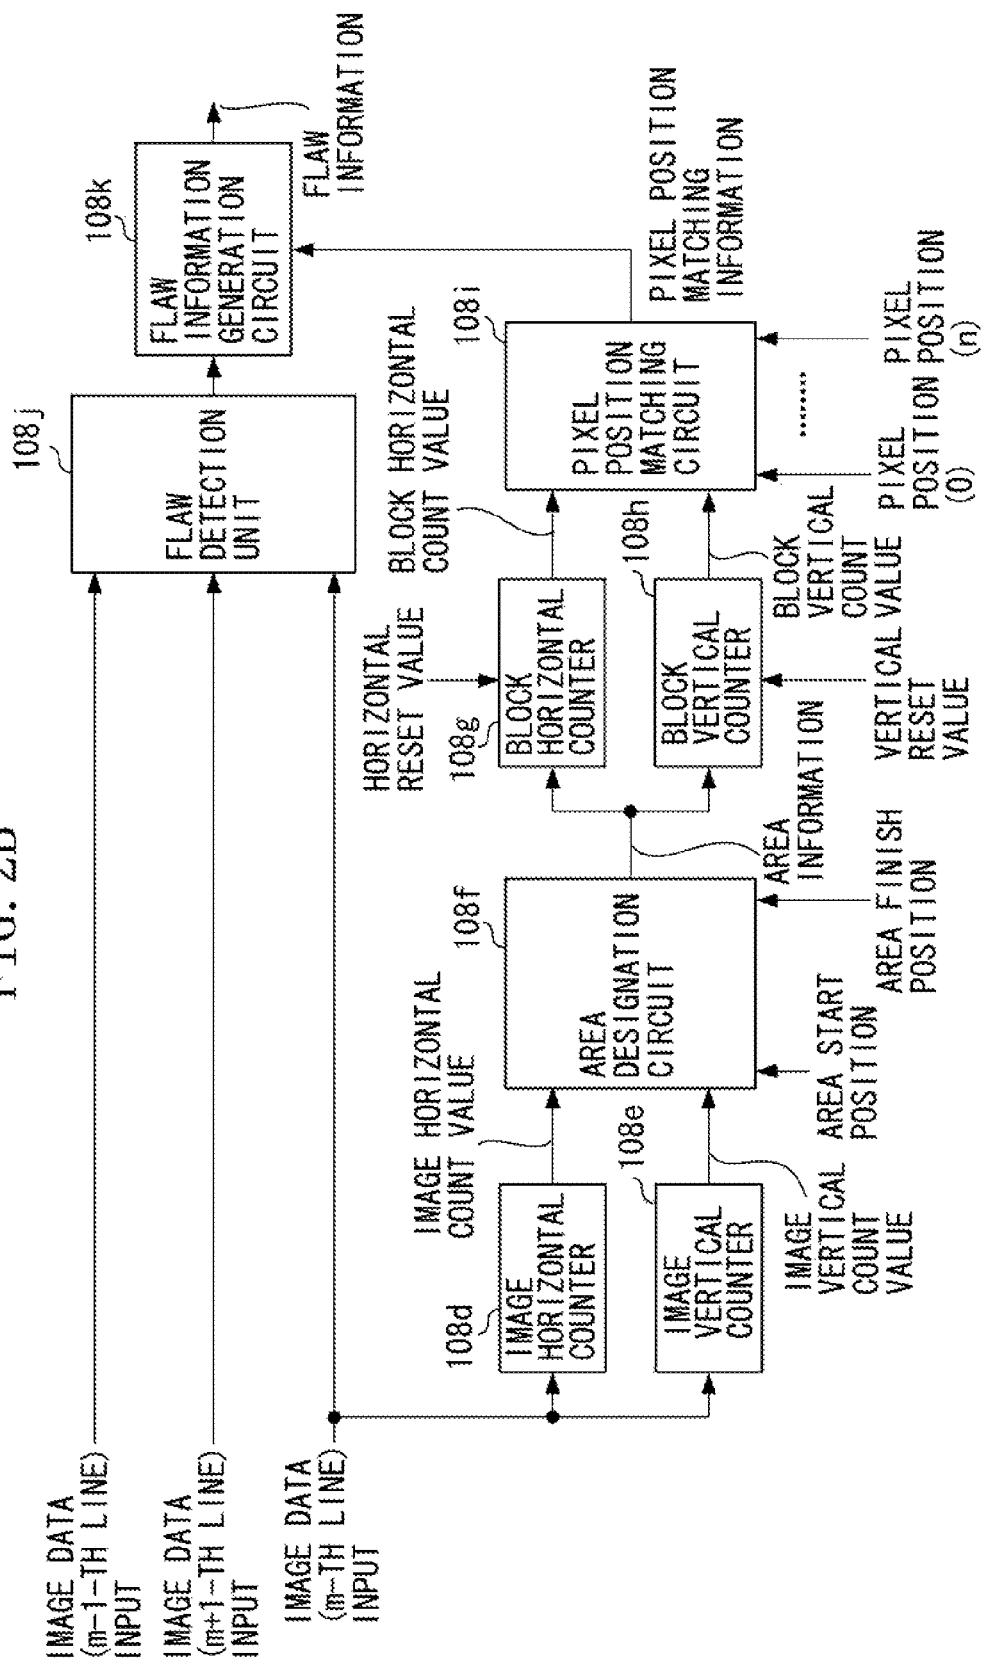 FIG. 2B
IMAGE DATA
(m-1-TH LINE)
INPUT
IMAGE DATA
(m+1-TH LINE)
INPUT
IMAGE DATA
(m-TH LINE)
INPUT
108j
FLAW
DETECTION
UNIT
108k
FLAW
INFORMATION
GENERATION
CIRCUIT
FLAW
INFORMATION
108d
IMAGE
HORIZONTAL
COUNTER
IMAGE HORIZONTAL
COUNT VALUE
108e
IMAGE
VERTICAL
COUNTER
IMAGE
VERTICAL
COUNT
VALUE
108f
AREA
DESIGNATION
CIRCUIT
AREA START
POSITION
AREA FINISH
POSITION
AREA
INFORMATION
HORIZONTAL
RESET VALUE
108g
BLOCK
HORIZONTAL
COUNTER
BLOCK HORIZONTAL
COUNT VALUE
108h
BLOCK
VERTICAL
COUNTER
BLOCK
VERTICAL
COUNT
VALUE
VERTICAL
RESET
VALUE
108i
PIXEL
POSITION
MATCHING
CIRCUIT
PIXEL
POSITION
(0)
.......
PIXEL
POSITION
(n)
PIXEL POSITION
MATCHING
INFORMATION